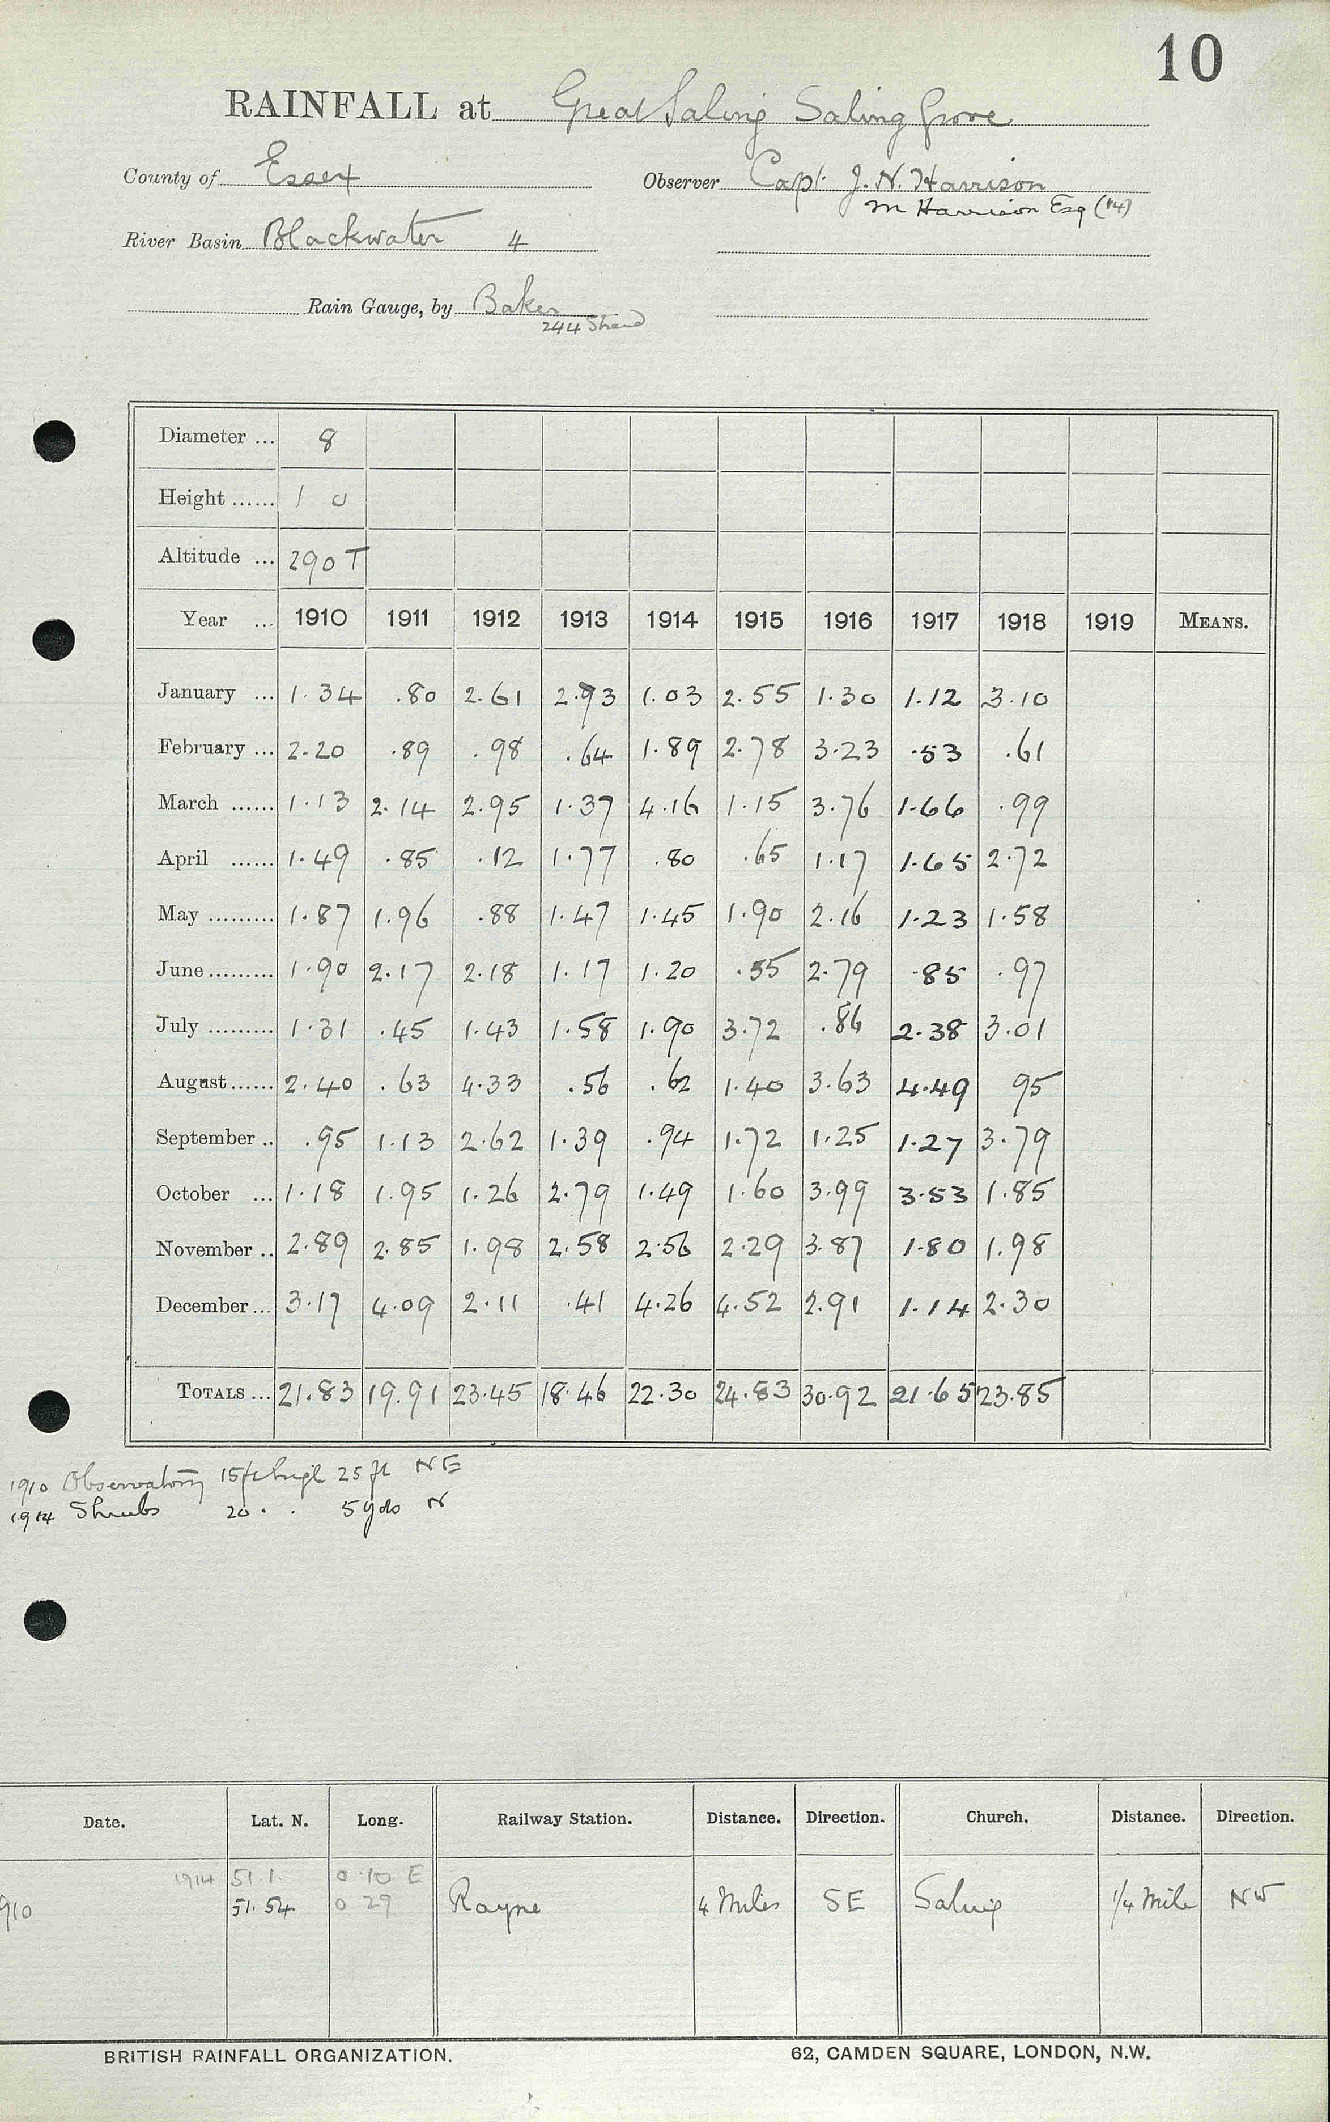 10
RAINFALL at Great Saling Saling Grove
County of Essex Observer Capt. J. N. Harrison
M Harrison Esq (14)
River Basin Blackwater 4
Rain Gauge, by Baker
244 Strand
Diameter ... 8
Height ...... 1 0
Altitude ... 290 T
Year ... 1910 1911 1912 1913 1914 1915 1916 1917 1918 1919 MEANS.
January ... 1.34 .80 2.61 2.93 1.03 2.55 1.30 1.12 3.10
February ... 2.20 .89 .98 .64 1.89 2.78 3.23 .53 .61
March ...... 1.13 2.14 2.95 1.37 4.16 1.15 3.76 1.66 .99
April ...... 1.49 .85 .12 1.77 .80 .65 1.17 1.65 2.72
May ......... 1.87 1.96 .88 1.47 1.45 1.90 2.16 1.23 1.58
June ......... 1.90 2.17 2.18 1.17 1.20 .55 2.79 .85 .97
July ......... 1.31 .45 1.43 1.58 1.90 3.72 .86 2.38 3.01
August ...... 2.40 .63 4.33 .56 .62 1.40 3.63 4.49 95
September .. .95 1.13 2.62 1.39 .94 1.72 1.25 1.27 3.79
October ... 1.18 1.95 1.26 2.79 1.49 1.60 3.99 3.53 1.85
November .. 2.89 2.85 1.98 2.58 2.56 2.29 3.87 1.80 1.98
December ... 3.17 4.09 2.11 .41 4.26 4.52 2.91 1.14 2.30
TOTALS ... 21.83 19.91 23.45 18.46 22.30 24.83 30.92 21.65 23.85
1910 Observatory 15ft high 25 ft NE
1914 Shrubs 20 . . 5 yds N
Date. Lat. N. Long. Railway Station. Distance. Direction. Church. Distance. Direction.
1914 51.1. 0 10 E
910 51.54 0 29 Rayne 4 Miles SE Saling 1/4 Mile NW
BRITISH RAINFALL ORGANIZATION. 62, CAMDEN SQUARE, LONDON, N.W.